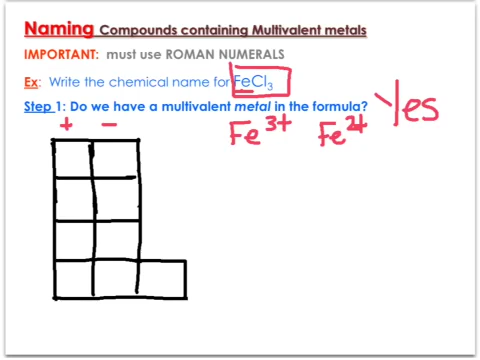 Naming Compounds containing Multivalent metals
IMPORTANT: must use ROMAN NUMERALS
Ex: Write the chemical name for FeCl₃
Step 1: Do we have a multivalent metal in the formula? Yes
+ − Fe³⁺ Fe²⁺